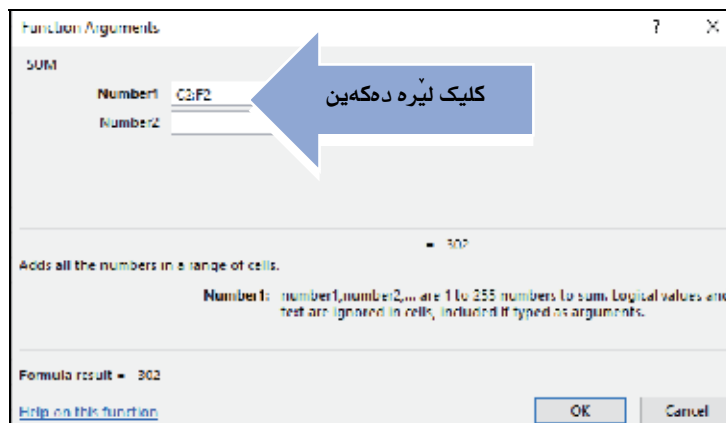 Function Arguments ? ×
SUM
Number1 C2:F2
کلیک لێرە دەکەین
Number2
= 302
Adds all the numbers in a range of cells.
Number1: number1,number2,... are 1 to 255 numbers to sum. Logical values and
text are ignored in cells, included if typed as arguments.
Formula result = 302
Help on this function
OK Cancel